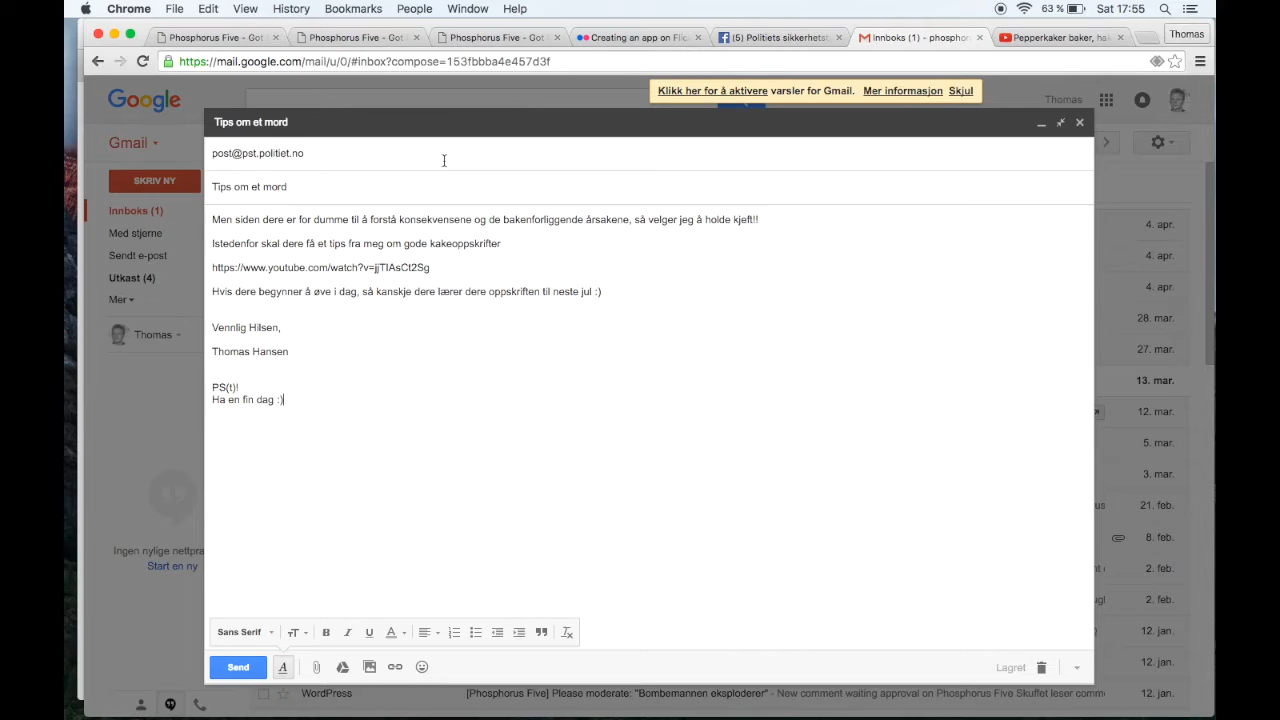 Chrome File Edit View History Bookmarks People Window Help 63 % Sat 17:55
Phosphorus Five - Got Phosphorus Five - Got Phosphorus Five - Got Creating an app on Flic (5) Politiets sikkerhetst Innboks (1) - phosphor Pepperkaker baker, hak Thomas
https://mail.google.com/mail/u/0/#inbox?compose=153fbbba4e457d3f
Klikk her for å aktivere varsler for Gmail. Mer informasjon Skjul
Google Thomas
Tips om et mord
Gmail
post@pst.politiet.no
SKRIV NY
Tips om et mord
Innboks (1)
Men siden dere er for dumme til å forstå konsekvensene og de bakenforliggende årsakene, så velger jeg å holde kjeft!!
4. apr.
Med stjerne
Istedenfor skal dere få et tips fra meg om gode kakeoppskrifter
Sendt e-post
4. apr.
https://www.youtube.com/watch?v=jjTIAsCt2Sg
Utkast (4)
4. apr.
Hvis dere begynner å øve i dag, så kanskje dere lærer dere oppskriften til neste jul :)
Mer
28. mar.
Vennlig Hilsen,
Thomas
27. mar.
Thomas Hansen
13. mar.
PS(t)!
Ha en fin dag :)
12. mar.
5. mar.
3. mar.
21. feb.
8. feb.
Ingen nylige nettpra
Start en ny
2. feb.
2. feb.
12. jan.
Sans Serif
12. jan.
Send Lagret
WordPress [Phosphorus Five] Please moderate: "Bombemannen eksploderer" - New comment waiting approval on Phosphorus Five Skuffet leser comm 12. jan.